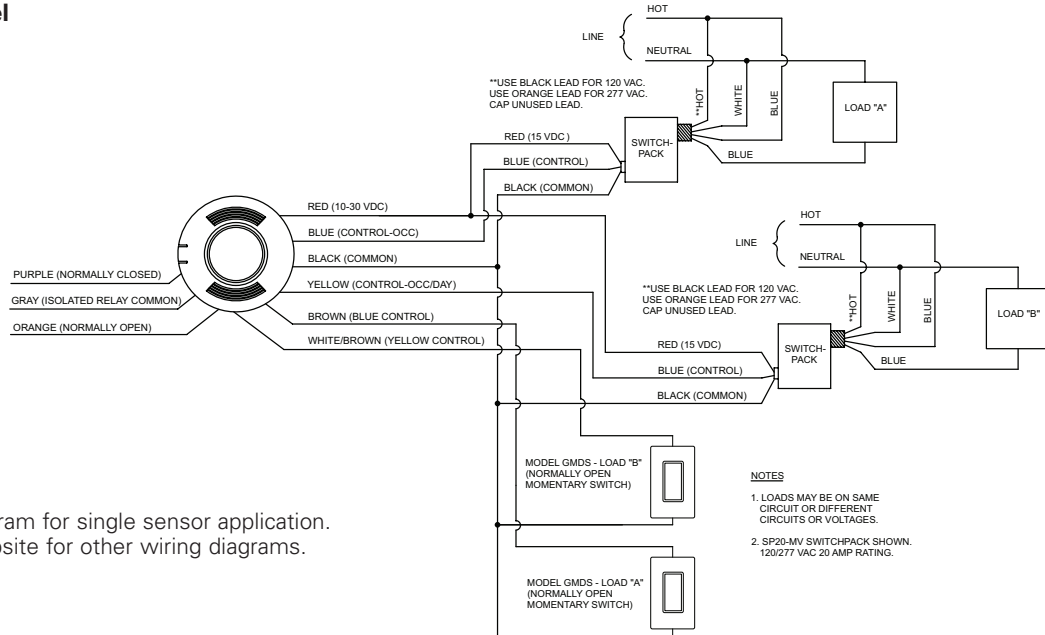 HOT
LINE
NEUTRAL
**USE BLACK LEAD FOR 120 VAC.
USE ORANGE LEAD FOR 277 VAC.
CAP UNUSED LEAD.
**HOT
WHITE
BLUE
LOAD "A"
RED (15 VDC )
SWITCH-
PACK
BLUE
BLUE (CONTROL)
BLACK (COMMON)
RED (10-30 VDC)
BLUE (CONTROL-OCC)
BLACK (COMMON)
YELLOW (CONTROL-OCC/DAY)
BROWN (BLUE CONTROL)
WHITE/BROWN (YELLOW CONTROL)
PURPLE (NORMALLY CLOSED)
GRAY (ISOLATED RELAY COMMON)
ORANGE (NORMALLY OPEN)
HOT
LINE
NEUTRAL
**USE BLACK LEAD FOR 120 VAC.
USE ORANGE LEAD FOR 277 VAC.
CAP UNUSED LEAD.
**HOT
WHITE
BLUE
LOAD "B"
RED (15 VDC)
SWITCH-
PACK
BLUE
BLUE (CONTROL)
BLACK (COMMON)
MODEL GMDS - LOAD "B"
(NORMALLY OPEN
MOMENTARY SWITCH)
NOTES
1. LOADS MAY BE ON SAME
CIRCUIT OR DIFFERENT
CIRCUITS OR VOLTAGES.
2. SP20-MV SWITCHPACK SHOWN.
120/277 VAC 20 AMP RATING.
for single sensor application.
for other wiring diagrams.
MODEL GMDS - LOAD "A"
(NORMALLY OPEN
MOMENTARY SWITCH)